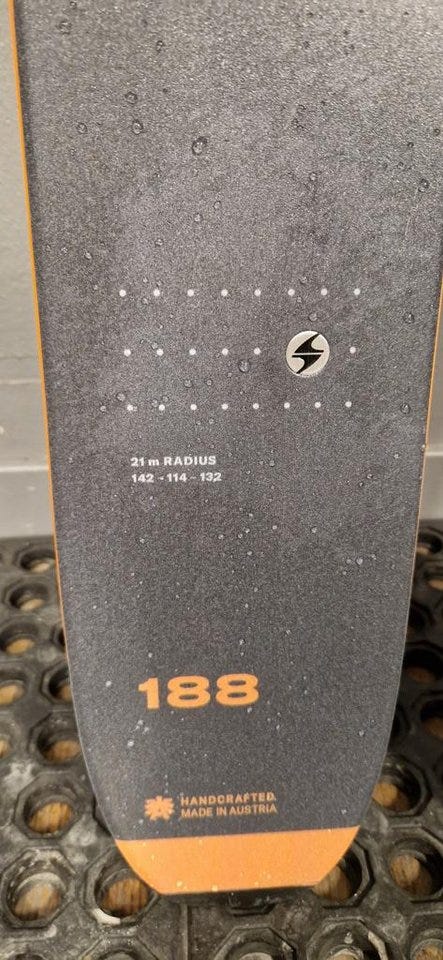 21 m RADIUS
142 - 114 - 132
188
HANDCRAFTED.
MADE IN AUSTRIA